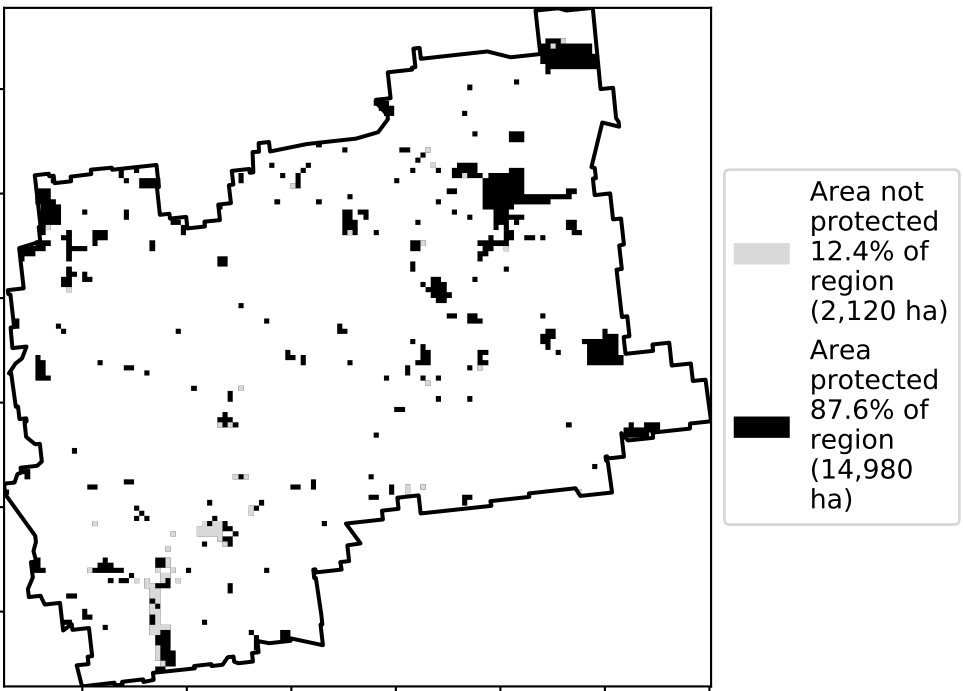 Area not
protected
12.4% of
region
(2,120 ha)
Area
protected
87.6% of
region
(14,980
ha)